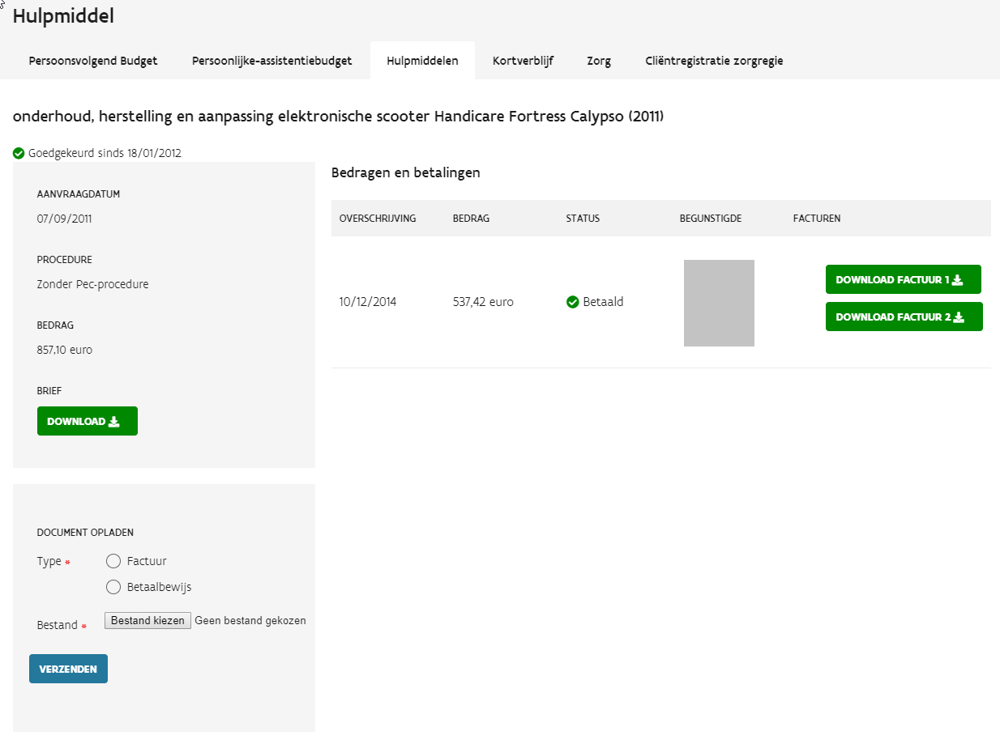 Hulpmiddel
Persoonsvolgend Budget Persoonlijke-assistentiebudget Hulpmiddelen Kortverblijf Zorg Cliëntregistratie zorgregie
onderhoud, herstelling en aanpassing elektronische scooter Handicare Fortress Calypso (2011)
Goedgekeurd sinds 18/01/2012
AANVRAAGDATUM
07/09/2011
PROCEDURE
Zonder Pec-procedure
BEDRAG
857,10 euro
BRIEF
DOWNLOAD
Bedragen en betalingen
OVERSCHRIJVING BEDRAG STATUS BEGUNSTIGDE FACTUREN
10/12/2014 537,42 euro Betaald
DOWNLOAD FACTUUR 1
DOWNLOAD FACTUUR 2
DOCUMENT OPLADEN
Type * Factuur
Betaalbewijs
Bestand * Bestand kiezen Geen bestand gekozen
VERZENDEN